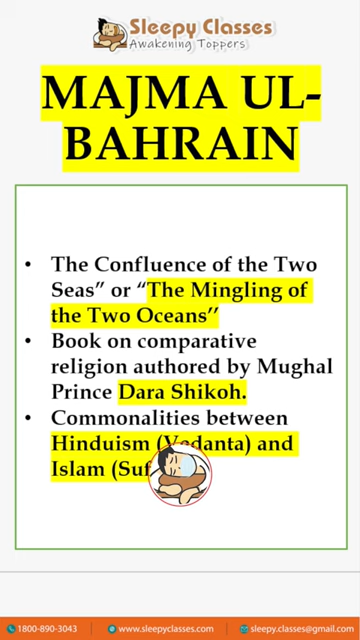 Sleepy Classes
Awakening Toppers
MAJMA UL-
BAHRAIN
• The Confluence of the Two
Seas” or “The Mingling of
the Two Oceans’’
• Book on comparative
religion authored by Mughal
Prince Dara Shikoh.
• Commonalities between
Hinduism (Vedanta) and
Islam
1800-890-3043
www.sleepyclasses.com
sleepy.classes@gmail.com